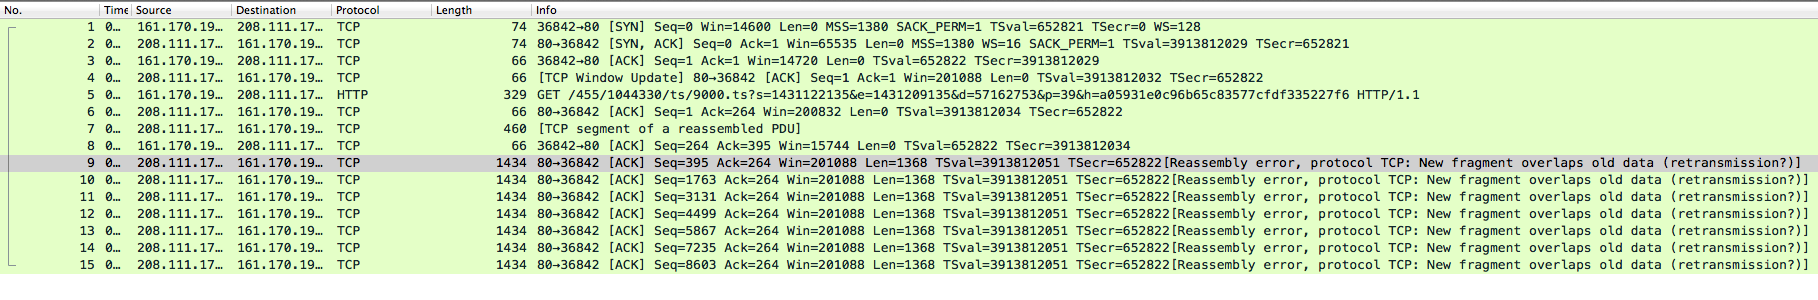 No. Time Source Destination Protocol Length Info
1 0… 161.170.19… 208.111.17… TCP 74 36842→80 [SYN] Seq=0 Win=14600 Len=0 MSS=1380 SACK_PERM=1 TSval=652821 TSecr=0 WS=128
2 0… 208.111.17… 161.170.19… TCP 74 80→36842 [SYN, ACK] Seq=0 Ack=1 Win=65535 Len=0 MSS=1380 WS=16 SACK_PERM=1 TSval=3913812029 TSecr=652821
3 0… 161.170.19… 208.111.17… TCP 66 36842→80 [ACK] Seq=1 Ack=1 Win=14720 Len=0 TSval=652822 TSecr=3913812029
4 0… 208.111.17… 161.170.19… TCP 66 [TCP Window Update] 80→36842 [ACK] Seq=1 Ack=1 Win=201088 Len=0 TSval=3913812032 TSecr=652822
5 0… 161.170.19… 208.111.17… HTTP 329 GET /455/1044330/ts/9000.ts?s=1431122135&e=1431209135&d=57162753&p=39&h=a05931e0c96b65c83577cfdf335227f6 HTTP/1.1
6 0… 208.111.17… 161.170.19… TCP 66 80→36842 [ACK] Seq=1 Ack=264 Win=200832 Len=0 TSval=3913812034 TSecr=652822
7 0… 208.111.17… 161.170.19… TCP 460 [TCP segment of a reassembled PDU]
8 0… 161.170.19… 208.111.17… TCP 66 36842→80 [ACK] Seq=264 Ack=395 Win=15744 Len=0 TSval=652822 TSecr=3913812034
9 0… 208.111.17… 161.170.19… TCP 1434 80→36842 [ACK] Seq=395 Ack=264 Win=201088 Len=1368 TSval=3913812051 TSecr=652822[Reassembly error, protocol TCP: New fragment overlaps old data (retransmission?)]
10 0… 208.111.17… 161.170.19… TCP 1434 80→36842 [ACK] Seq=1763 Ack=264 Win=201088 Len=1368 TSval=3913812051 TSecr=652822[Reassembly error, protocol TCP: New fragment overlaps old data (retransmission?)]
11 0… 208.111.17… 161.170.19… TCP 1434 80→36842 [ACK] Seq=3131 Ack=264 Win=201088 Len=1368 TSval=3913812051 TSecr=652822[Reassembly error, protocol TCP: New fragment overlaps old data (retransmission?)]
12 0… 208.111.17… 161.170.19… TCP 1434 80→36842 [ACK] Seq=4499 Ack=264 Win=201088 Len=1368 TSval=3913812051 TSecr=652822[Reassembly error, protocol TCP: New fragment overlaps old data (retransmission?)]
13 0… 208.111.17… 161.170.19… TCP 1434 80→36842 [ACK] Seq=5867 Ack=264 Win=201088 Len=1368 TSval=3913812051 TSecr=652822[Reassembly error, protocol TCP: New fragment overlaps old data (retransmission?)]
14 0… 208.111.17… 161.170.19… TCP 1434 80→36842 [ACK] Seq=7235 Ack=264 Win=201088 Len=1368 TSval=3913812051 TSecr=652822[Reassembly error, protocol TCP: New fragment overlaps old data (retransmission?)]
15 0… 208.111.17… 161.170.19… TCP 1434 80→36842 [ACK] Seq=8603 Ack=264 Win=201088 Len=1368 TSval=3913812051 TSecr=652822[Reassembly error, protocol TCP: New fragment overlaps old data (retransmission?)]